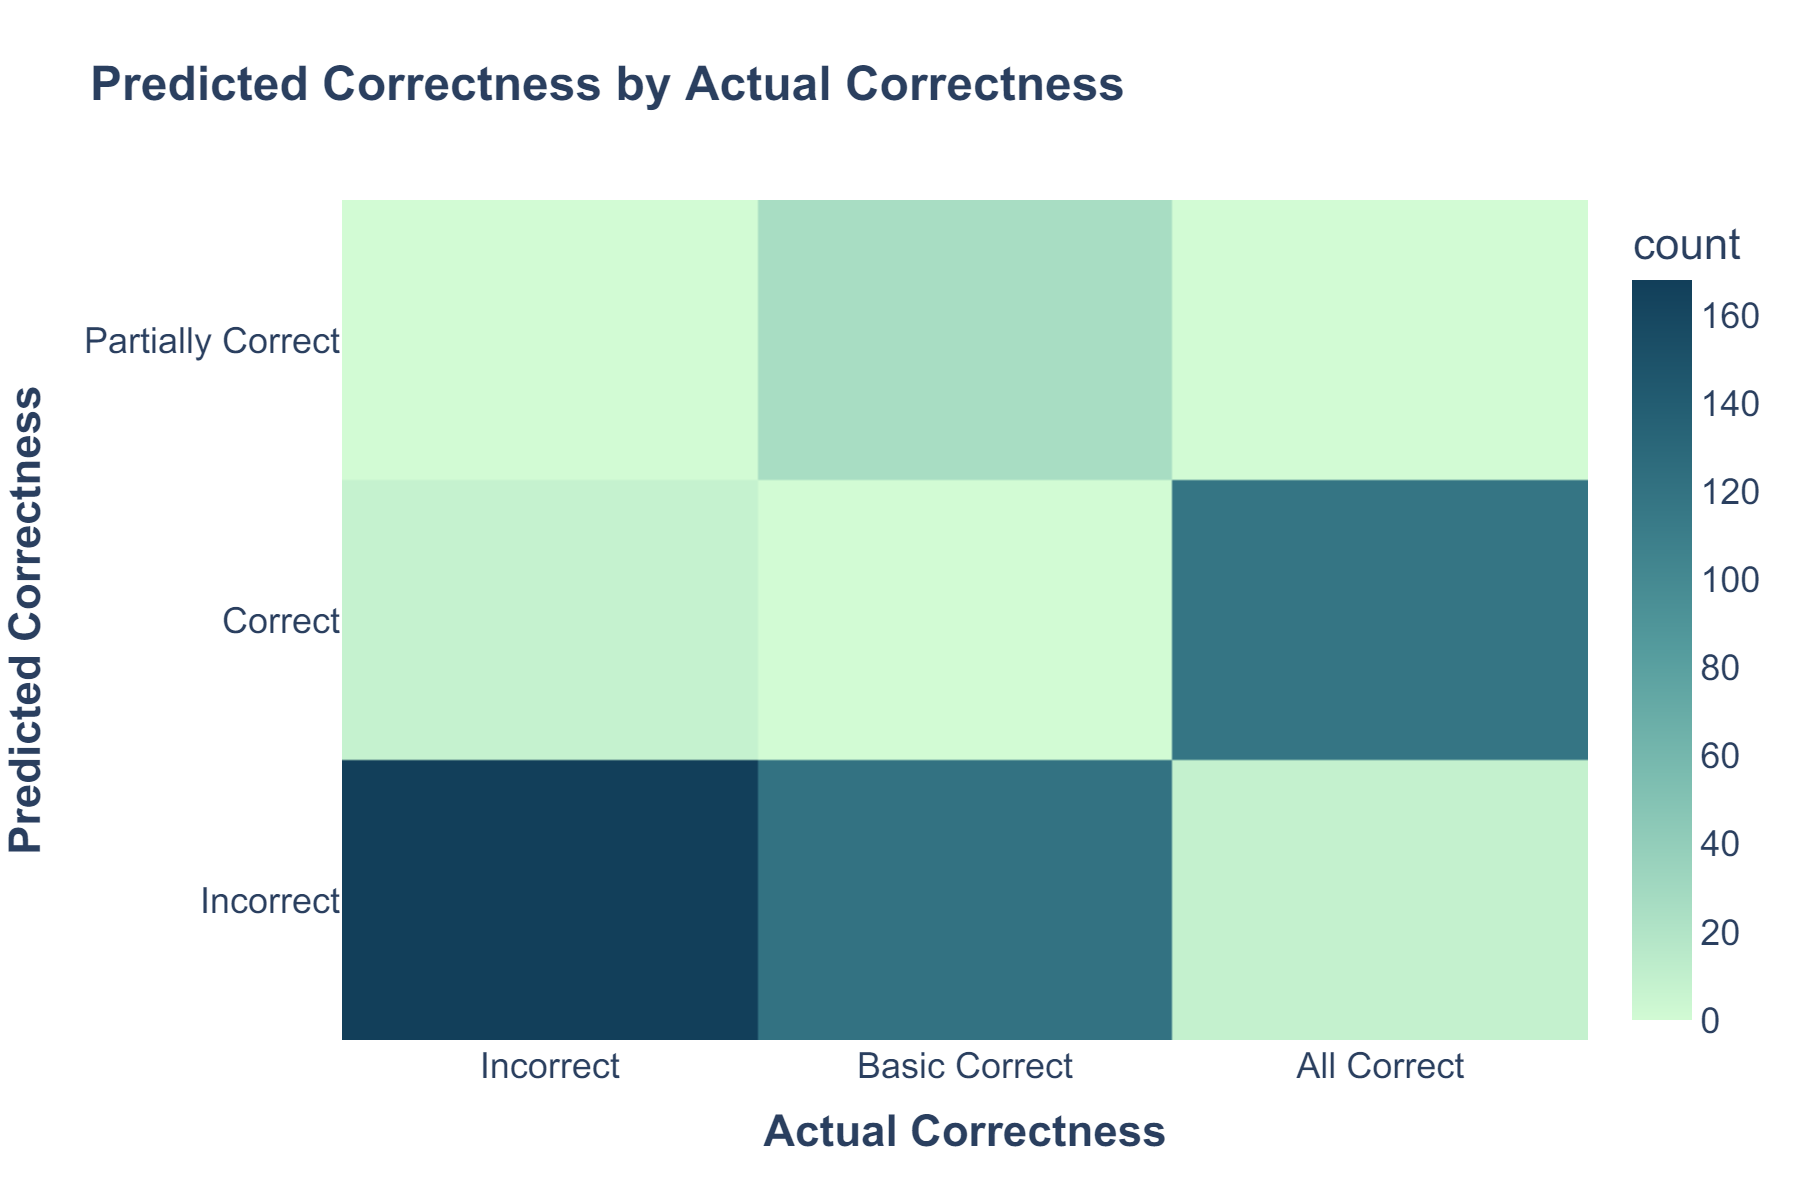 Predicted Correctness by Actual Correctness
count
160
140
120
100
80
60
40
20
0
Predicted Correctness
Partially Correct
Correct
Incorrect
Incorrect
Basic Correct
All Correct
Actual Correctness